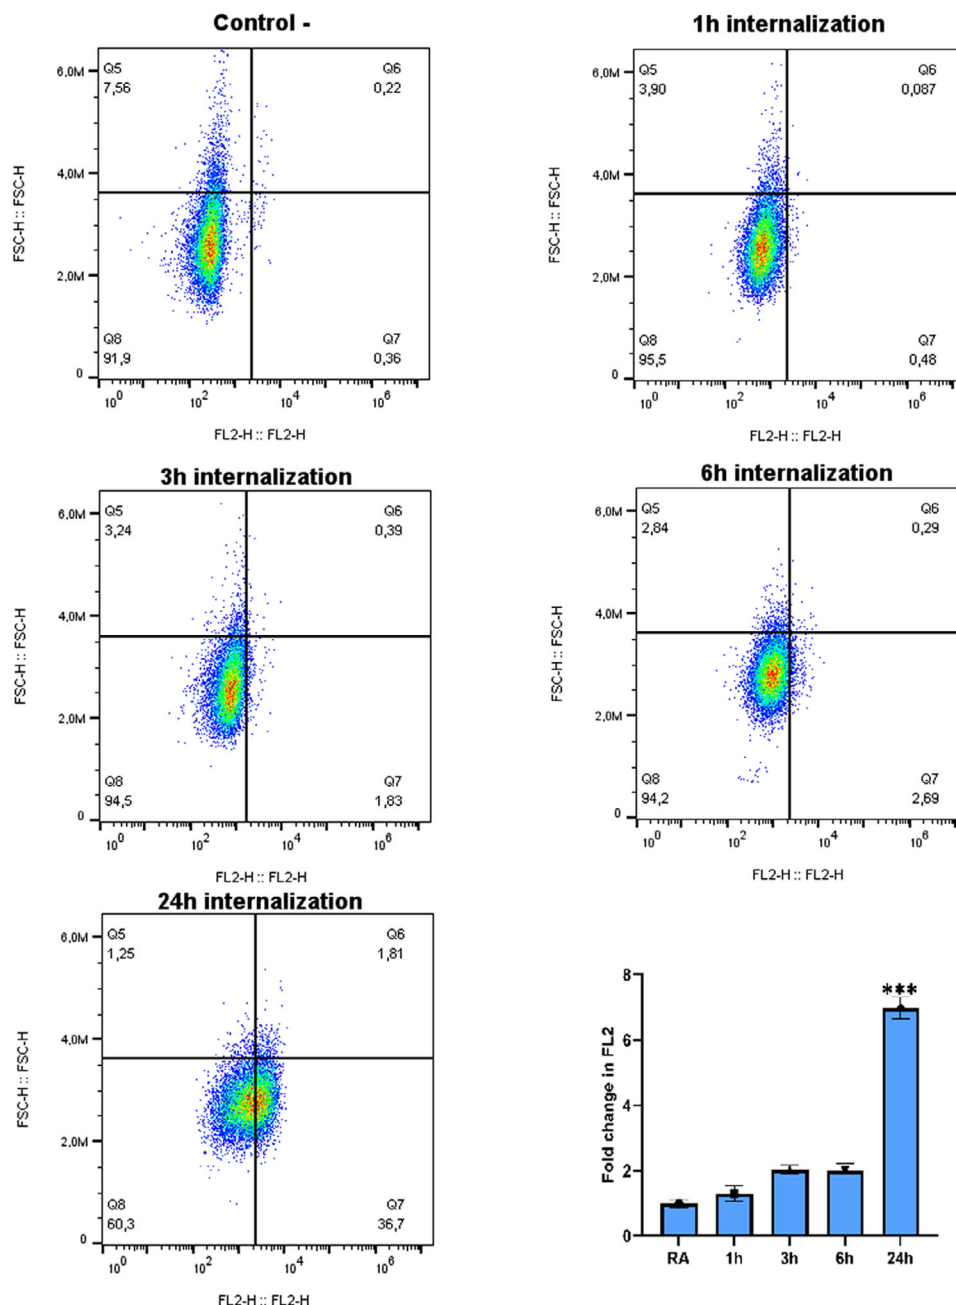 Control -
Q5
7,56
Q6
0,22
Q8
91,9
Q7
0,36
6,0M
4,0M
2,0M
0
FSC-H :: FSC-H
10^0
10^2
10^4
10^6
FL2-H :: FL2-H
1h internalization
Q5
3,90
Q6
0,087
Q8
95,5
Q7
0,48
6,0M
4,0M
2,0M
0
FSC-H :: FSC-H
10^0
10^2
10^4
10^6
FL2-H :: FL2-H
3h internalization
Q5
3,24
Q6
0,39
Q8
94,5
Q7
1,83
6,0M
4,0M
2,0M
0
FSC-H :: FSC-H
10^0
10^2
10^4
10^6
FL2-H :: FL2-H
6h internalization
Q5
2,84
Q6
0,29
Q8
94,2
Q7
2,69
6,0M
4,0M
2,0M
0
FSC-H :: FSC-H
10^0
10^2
10^4
10^6
FL2-H :: FL2-H
24h internalization
Q5
1,25
Q6
1,81
Q8
60,3
Q7
36,7
6,0M
4,0M
2,0M
0
FSC-H :: FSC-H
10^0
10^2
10^4
10^6
FL2-H :: FL2-H
Fold change in FL2
8
6
4
2
0
***
RA
1h
3h
6h
24h